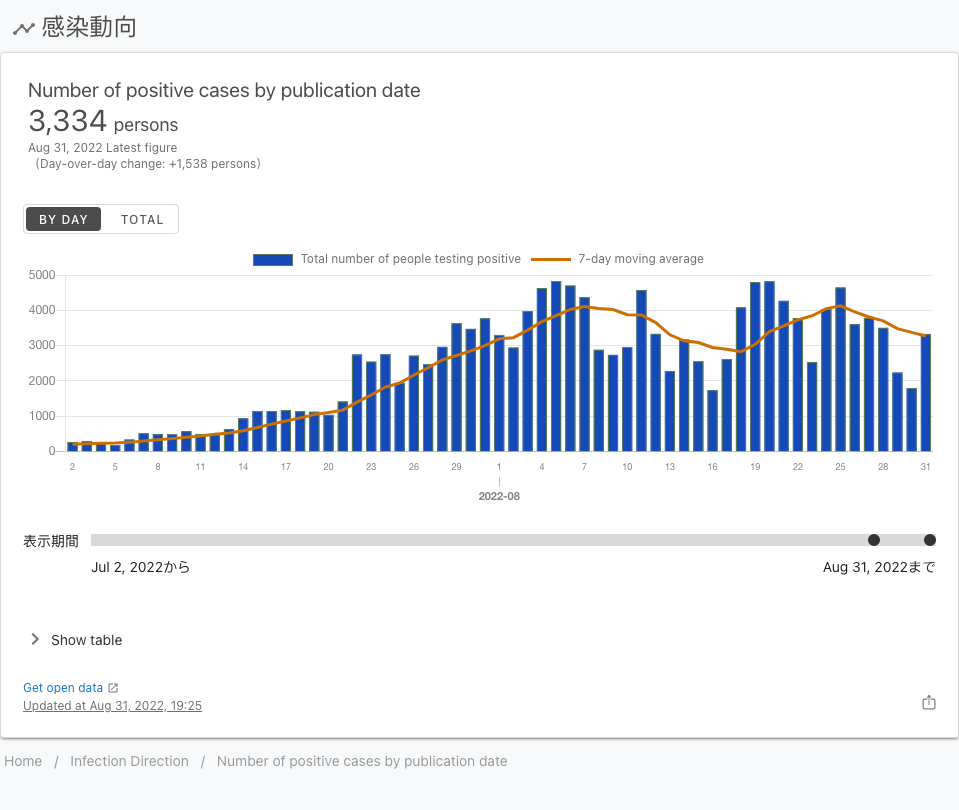 感染動向
Number of positive cases by publication date
3,334 persons
Aug 31, 2022 Latest figure
(Day-over-day change: +1,538 persons)
BY DAY TOTAL
Total number of people testing positive 7-day moving average
5000
4000
3000
2000
1000
0
2 5 8 11 14 17 20 23 26 29 1 4 7 10 13 16 19 22 25 28 31
2022-08
表示期間
Jul 2, 2022から Aug 31, 2022まで
Show table
Get open data
Updated at Aug 31, 2022, 19:25
Home / Infection Direction / Number of positive cases by publication date